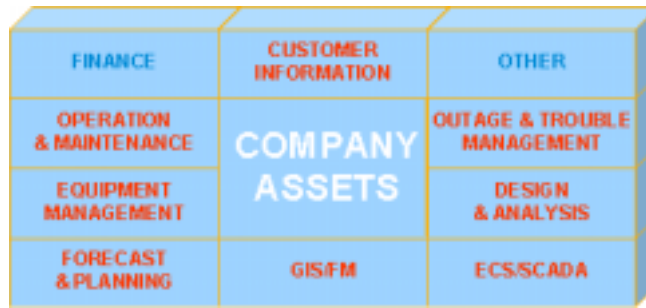 FINANCE
CUSTOMER
INFORMATION
OTHER
OPERATION
& MAINTENANCE
COMPANY
ASSETS
OUTAGE & TROUBLE
MANAGEMENT
EQUIPMENT
MANAGEMENT
DESIGN
& ANALYSIS
FORECAST
& PLANNING
GIS/FM
ECS/SCADA